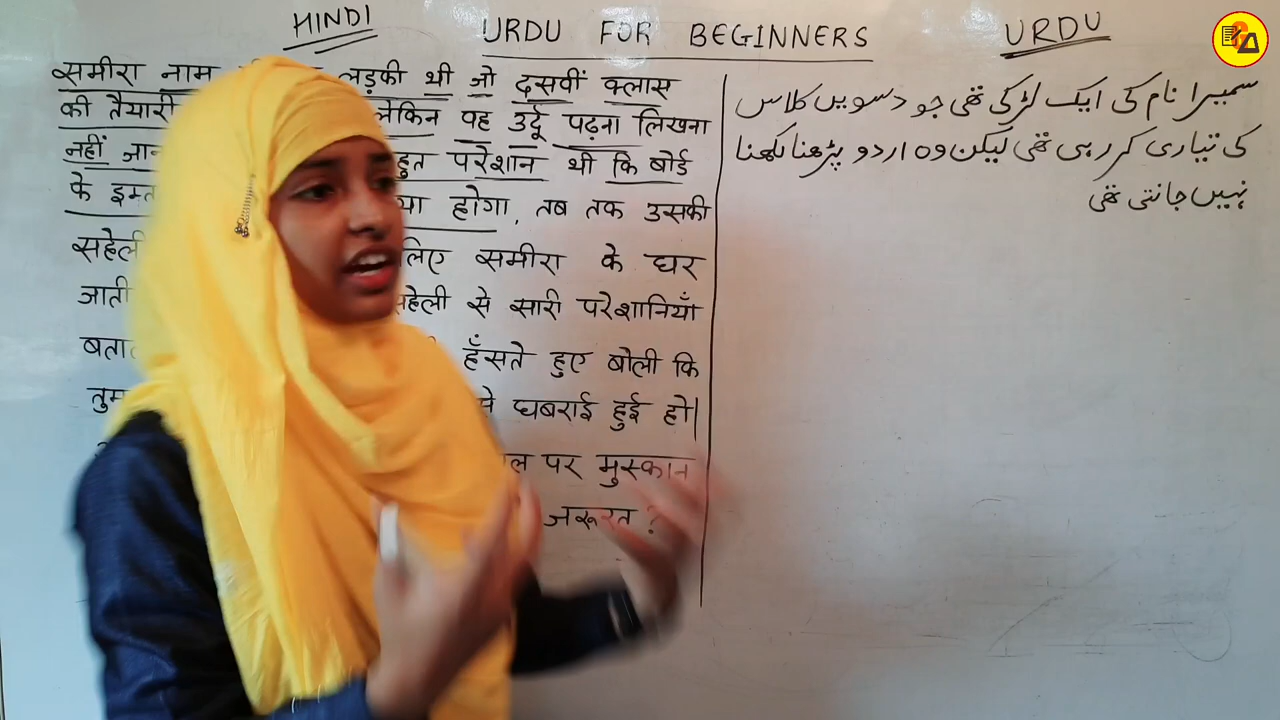 HINDI
URDU FOR BEGINNERS
URDU
समीरा नाम लड़की थी जो दसवीं क्लास
की तैयारी लेकिन वह उर्दू पढ़ना लिखना
नहीं परेशान थी कि बोर्ड
के होगा, तब तक उसकी
सहेली लिए समीरा के घर
जाती सहेली से सारी परेशानियाँ
हँसते हुए बोली कि
घबराई हुई हो|
पर मुस्कान
जरूरत ?
سمیرا نام کی ایک لڑکی تھی جو دسویں کلاس
کی تیاری کر رہی تھی لیکن وہ اردو پڑھنا لکھنا
نہیں جانتی تھی